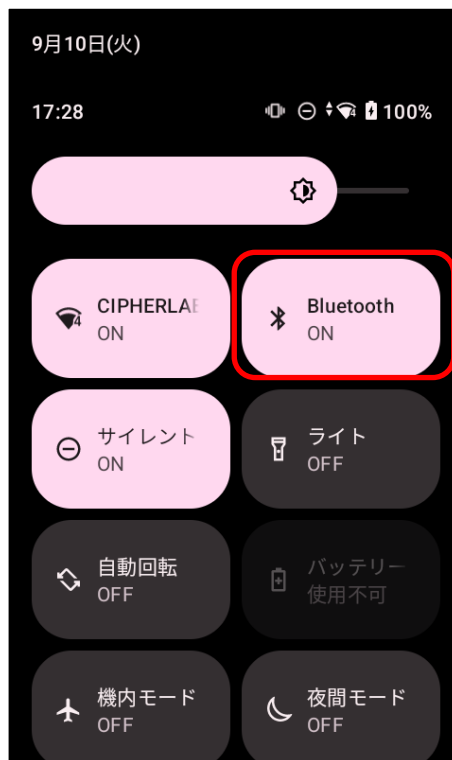 9月10日(火)
17:28 4 100%
CIPHERLAB
ON
Bluetooth
ON
サイレント
ON
ライト
OFF
自動回転
OFF
バッテリー
使用不可
機内モード
OFF
夜間モード
OFF